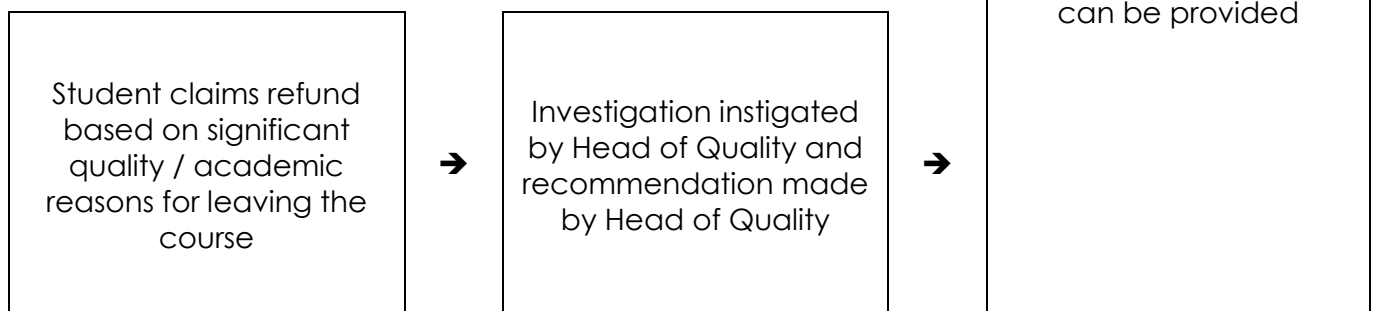 can be provided
Student claims refund
based on significant
quality / academic
reasons for leaving the
course
➔
Investigation instigated
by Head of Quality and
recommendation made
by Head of Quality
➔